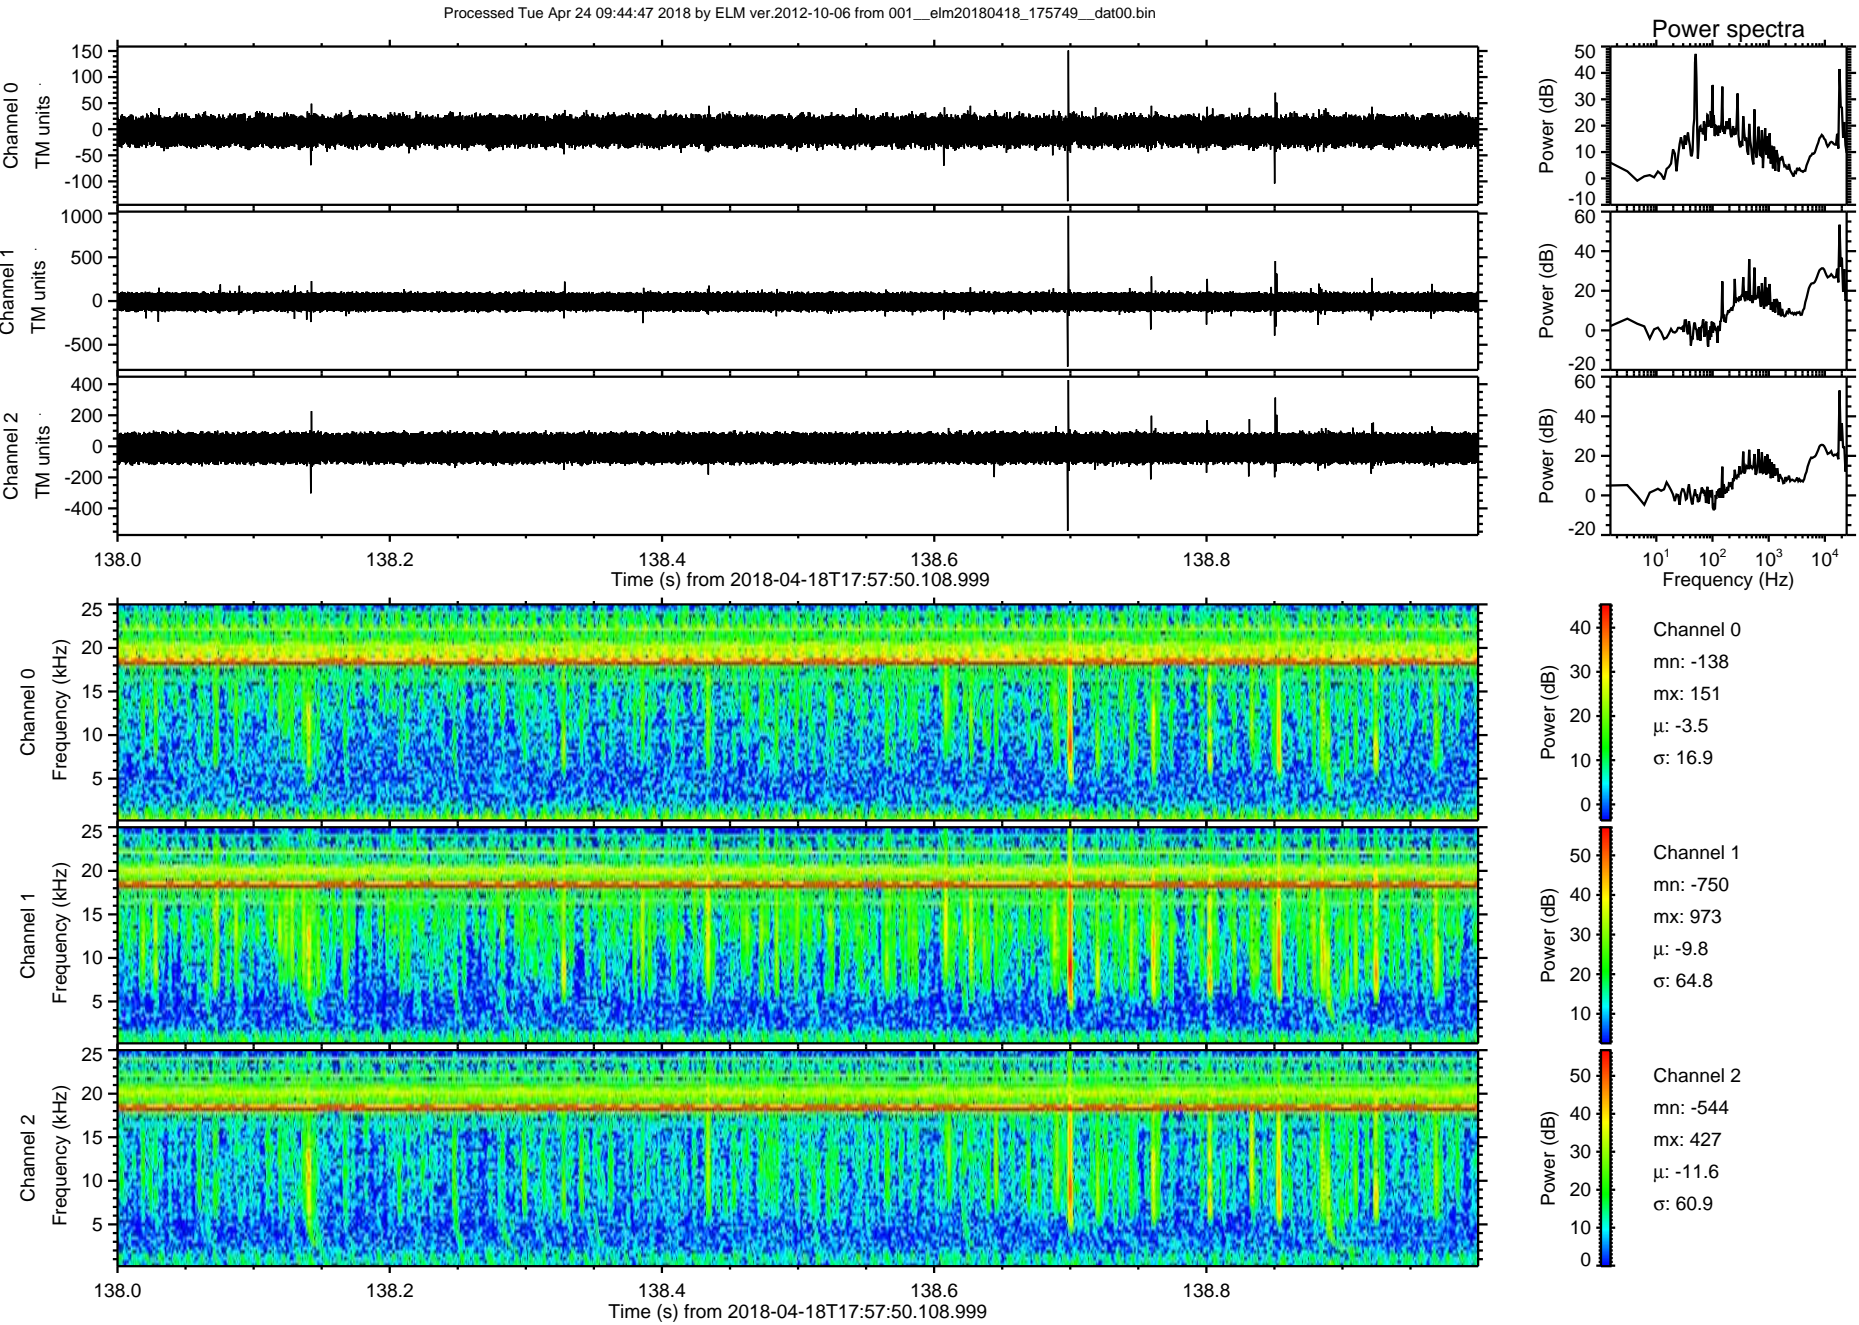 Processed Tue Apr 24 09:44:47 2018 by ELM ver.2012-10-06 from 001__elm20180418_175749__dat00.bin
Power spectra
Channel 0
TM units
150
100
50
0
-50
-100
Power (dB)
50
40
30
20
10
0
-10
Channel 1
TM units
1000
500
0
-500
Power (dB)
60
40
20
0
-20
Channel 2
TM units
400
200
0
-200
-400
Power (dB)
60
40
20
0
-20
138.0 138.2 138.4 138.6 138.8
Time (s) from 2018-04-18T17:57:50.108.999
10^1 10^2 10^3 10^4
Frequency (Hz)
Channel 0
Frequency (kHz)
25
20
15
10
5
Power (dB)
40
30
20
10
0
Channel 0
mn: -138
mx: 151
μ: -3.5
σ: 16.9
Channel 1
Frequency (kHz)
25
20
15
10
5
Power (dB)
50
40
30
20
10
Channel 1
mn: -750
mx: 973
μ: -9.8
σ: 64.8
Channel 2
Frequency (kHz)
25
20
15
10
5
Power (dB)
50
40
30
20
10
0
Channel 2
mn: -544
mx: 427
μ: -11.6
σ: 60.9
138.0 138.2 138.4 138.6 138.8
Time (s) from 2018-04-18T17:57:50.108.999